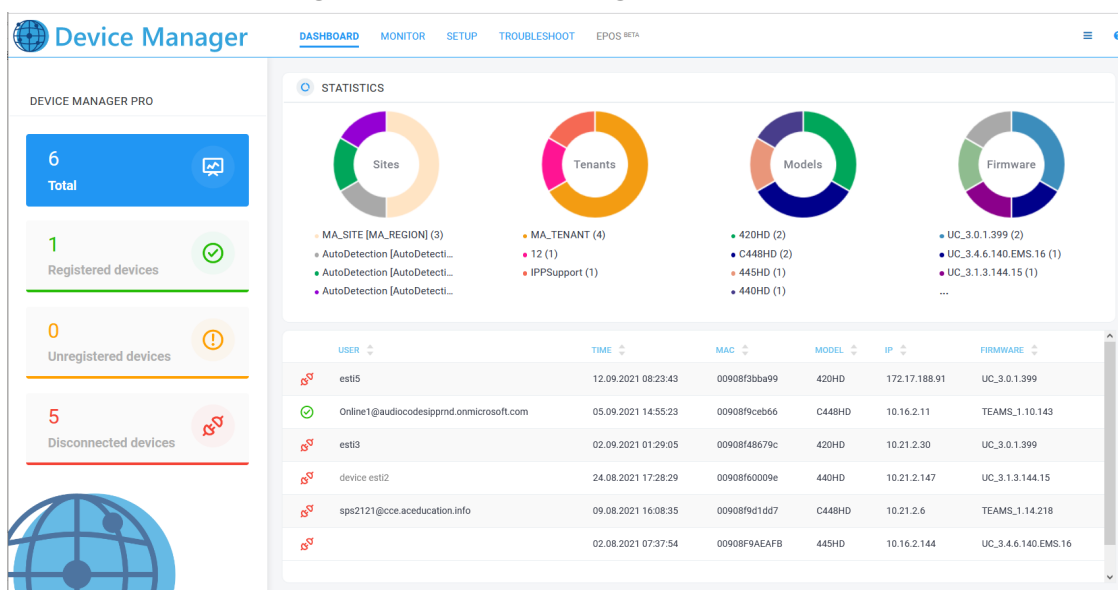 Device Manager
DASHBOARD MONITOR SETUP TROUBLESHOOT EPOS BETA
DEVICE MANAGER PRO
6
Total
1
Registered devices
0
Unregistered devices
5
Disconnected devices
STATISTICS
Sites
MA_SITE [MA_REGION] (3)
AutoDetection [AutoDetecti...
AutoDetection [AutoDetecti...
AutoDetection [AutoDetecti...
Tenants
MA_TENANT (4)
12 (1)
IPPSupport (1)
Models
420HD (2)
C448HD (2)
445HD (1)
440HD (1)
Firmware
UC_3.0.1.399 (2)
UC_3.4.6.140.EMS.16 (1)
UC_3.1.3.144.15 (1)
...
USER TIME MAC MODEL IP FIRMWARE
esti5 12.09.2021 08:23:43 00908f3bba99 420HD 172.17.188.91 UC_3.0.1.399
Online1@audiocodesipprnd.onmicrosoft.com 05.09.2021 14:55:23 00908f9ceb66 C448HD 10.16.2.11 TEAMS_1.10.143
esti3 02.09.2021 01:29:05 00908f48679c 420HD 10.21.2.30 UC_3.0.1.399
device esti2 24.08.2021 17:28:29 00908f60009e 440HD 10.21.2.147 UC_3.1.3.144.15
sps2121@cce.aceducation.info 09.08.2021 16:08:35 00908f9d1dd7 C448HD 10.21.2.6 TEAMS_1.14.218
02.08.2021 07:37:54 00908F9AEAFB 445HD 10.16.2.144 UC_3.4.6.140.EMS.16